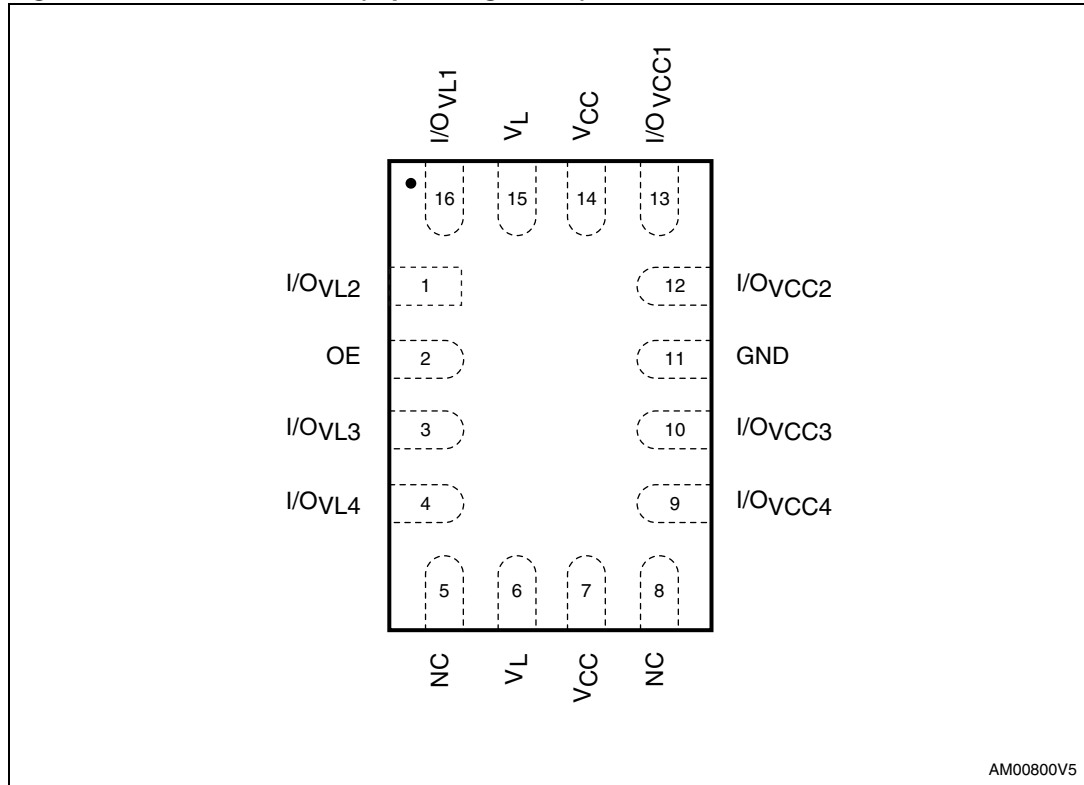 I/OVL1 VL VCC I/OVCC1
16 15 14 13
I/OVL2 1 12 I/OVCC2
OE 2 11 GND
I/OVL3 3 10 I/OVCC3
I/OVL4 4 9 I/OVCC4
5 6 7 8
NC VL VCC NC
AM00800V5